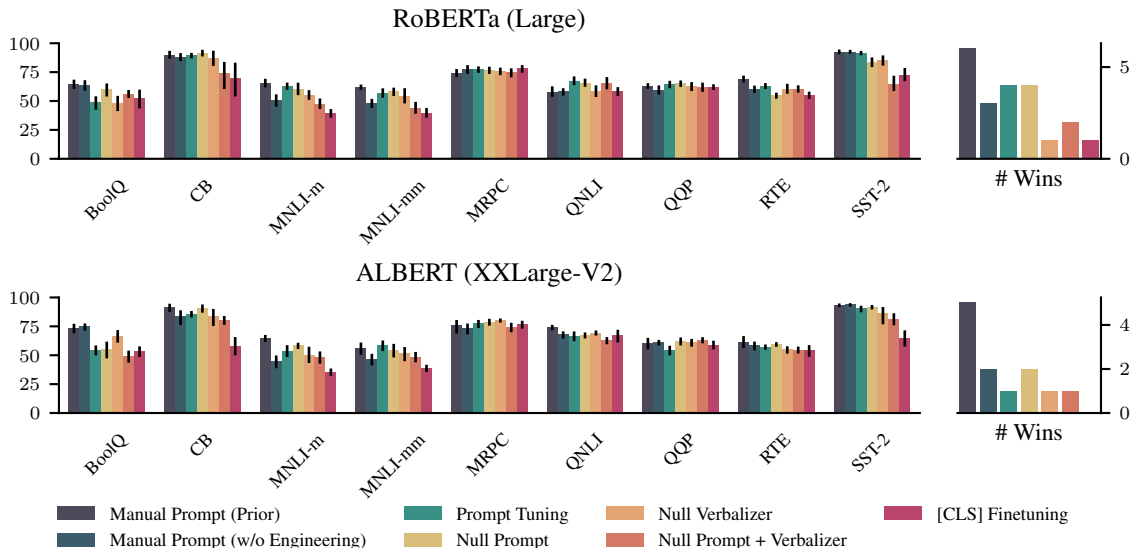 RoBERTa (Large)
100
75
50
25
0
5
0
BoolQ
CB
MNLI-m
MNLI-mm
MRPC
QNLI
QQP
RTE
SST-2
# Wins
ALBERT (XXLarge-V2)
100
75
50
25
0
4
2
0
BoolQ
CB
MNLI-m
MNLI-mm
MRPC
QNLI
QQP
RTE
SST-2
# Wins
Manual Prompt (Prior)
Manual Prompt (w/o Engineering)
Prompt Tuning
Null Prompt
Null Verbalizer
Null Prompt + Verbalizer
[CLS] Finetuning